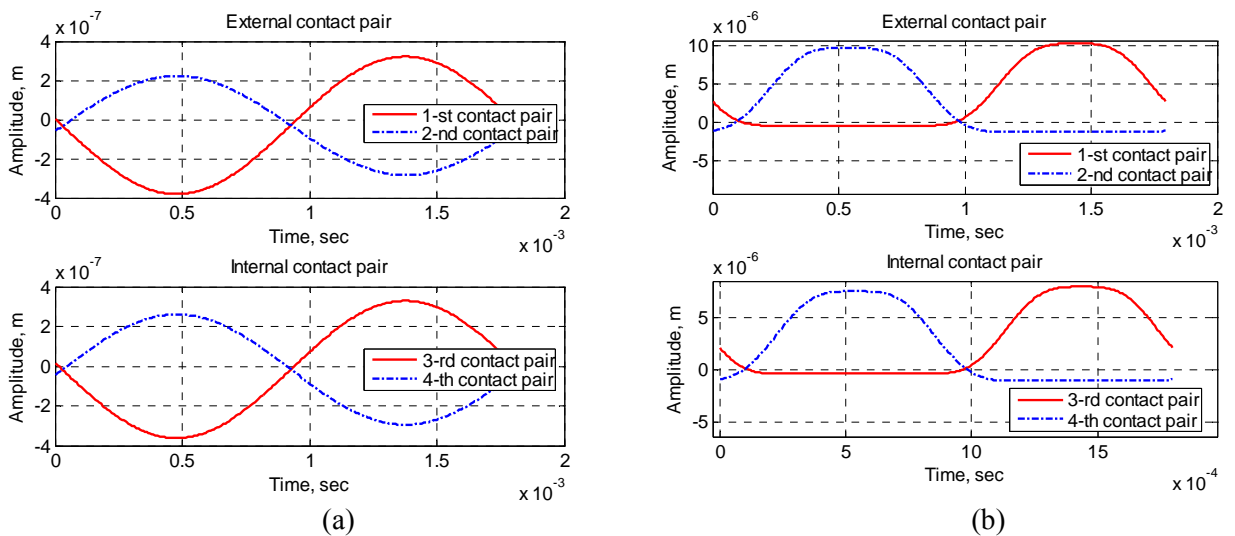 External contact pair
x 10^-7
Amplitude, m
4
2
0
-2
-4
1-st contact pair
2-nd contact pair
0 0.5 1 1.5 2
Time, sec
x 10^-3
Internal contact pair
x 10^-7
Amplitude, m
4
2
0
-2
-4
3-rd contact pair
4-th contact pair
0 0.5 1 1.5 2
Time, sec
x 10^-3
(a)
External contact pair
x 10^-6
Amplitude, m
10
5
0
-5
1-st contact pair
2-nd contact pair
0 0.5 1 1.5 2
Time, sec
x 10^-3
Internal contact pair
x 10^-6
Amplitude, m
5
0
-5
3-rd contact pair
4-th contact pair
0 5 10 15
Time, sec
x 10^-4
(b)